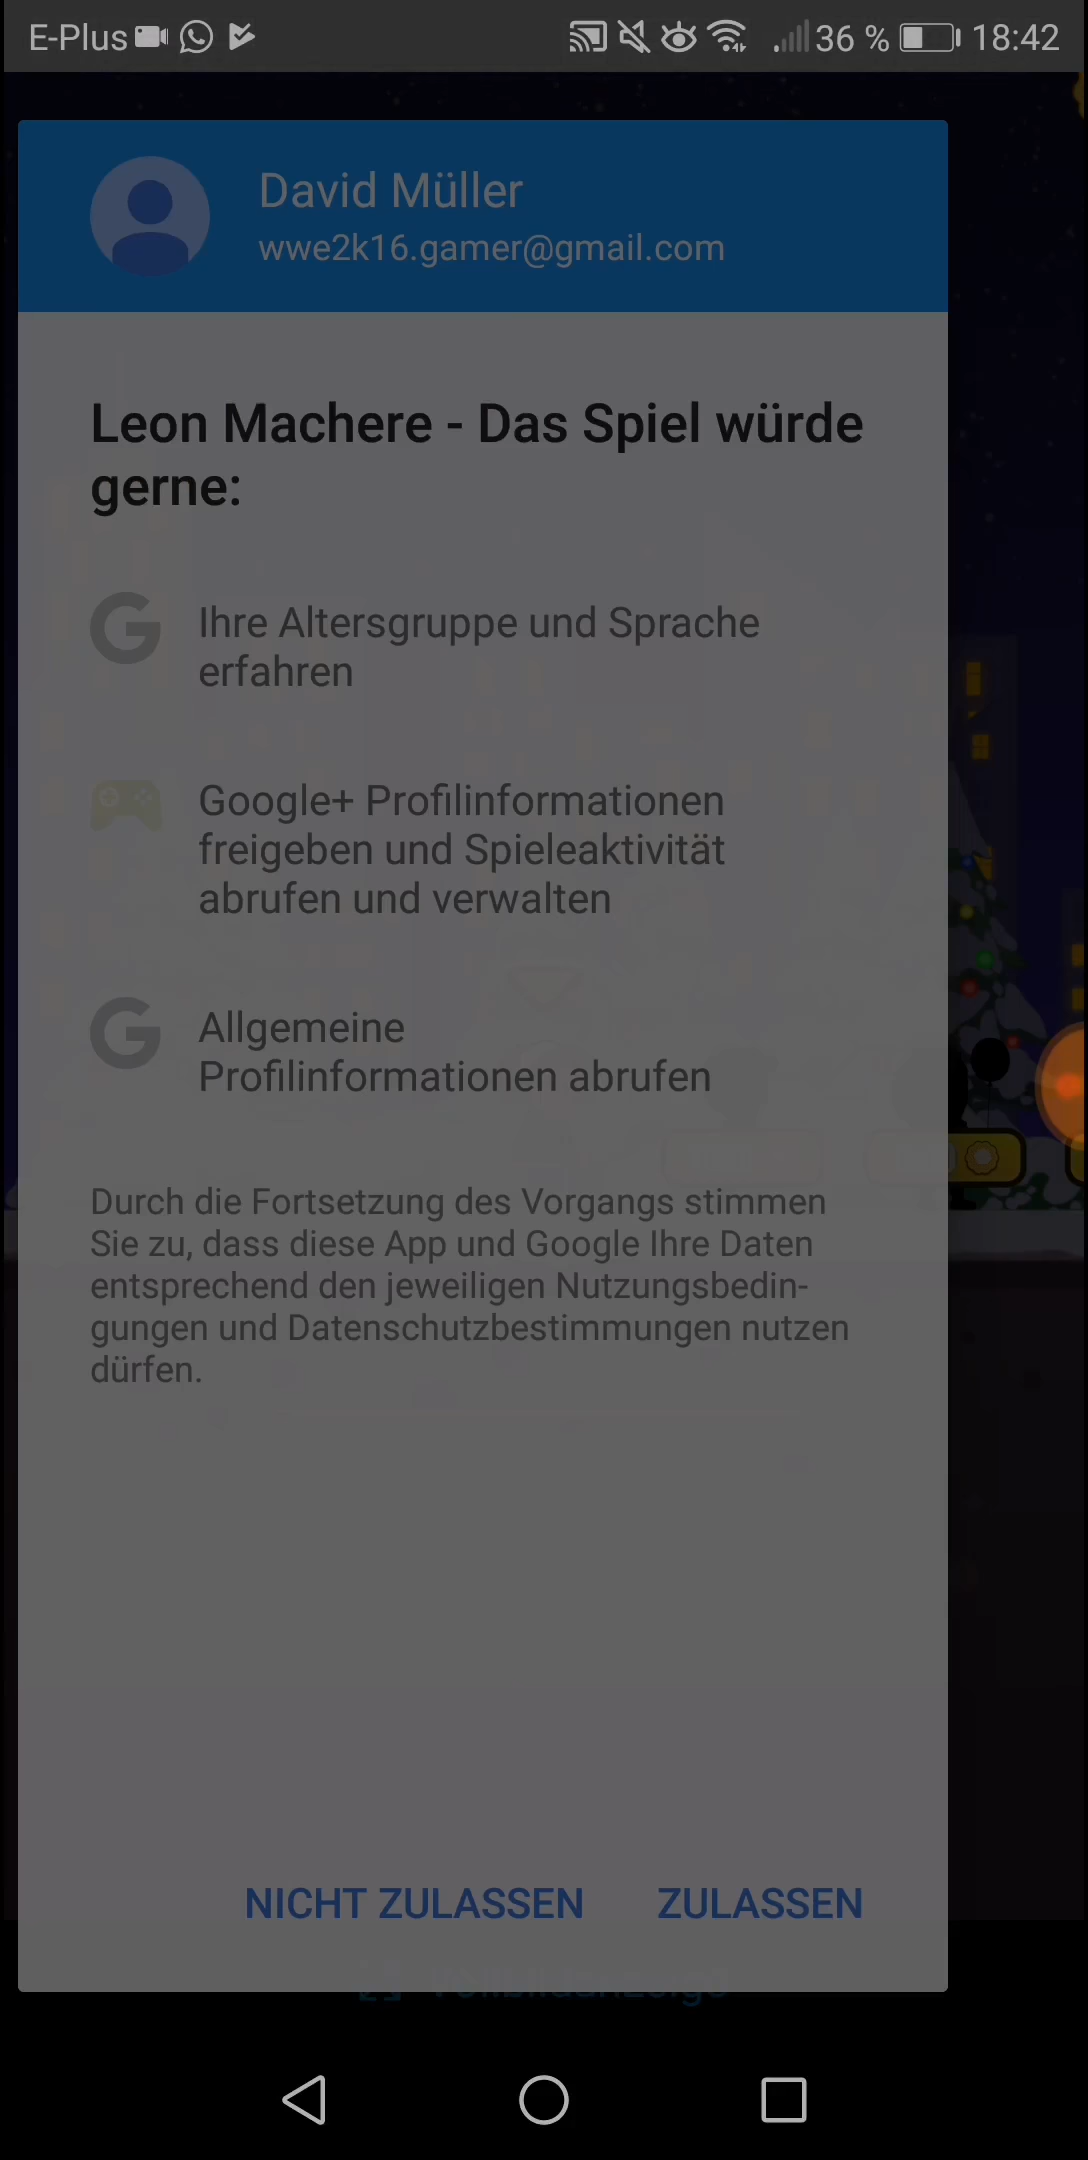 E-Plus 36 % 18:42
David Müller
wwe2k16.gamer@gmail.com
Leon Machere - Das Spiel würde
gerne:
Ihre Altersgruppe und Sprache
erfahren
Google+ Profilinformationen
freigeben und Spieleaktivität
abrufen und verwalten
Allgemeine
Profilinformationen abrufen
Durch die Fortsetzung des Vorgangs stimmen
Sie zu, dass diese App und Google Ihre Daten
entsprechend den jeweiligen Nutzungsbedin-
gungen und Datenschutzbestimmungen nutzen
dürfen.
NICHT ZULASSEN ZULASSEN
Vollbildanzeige